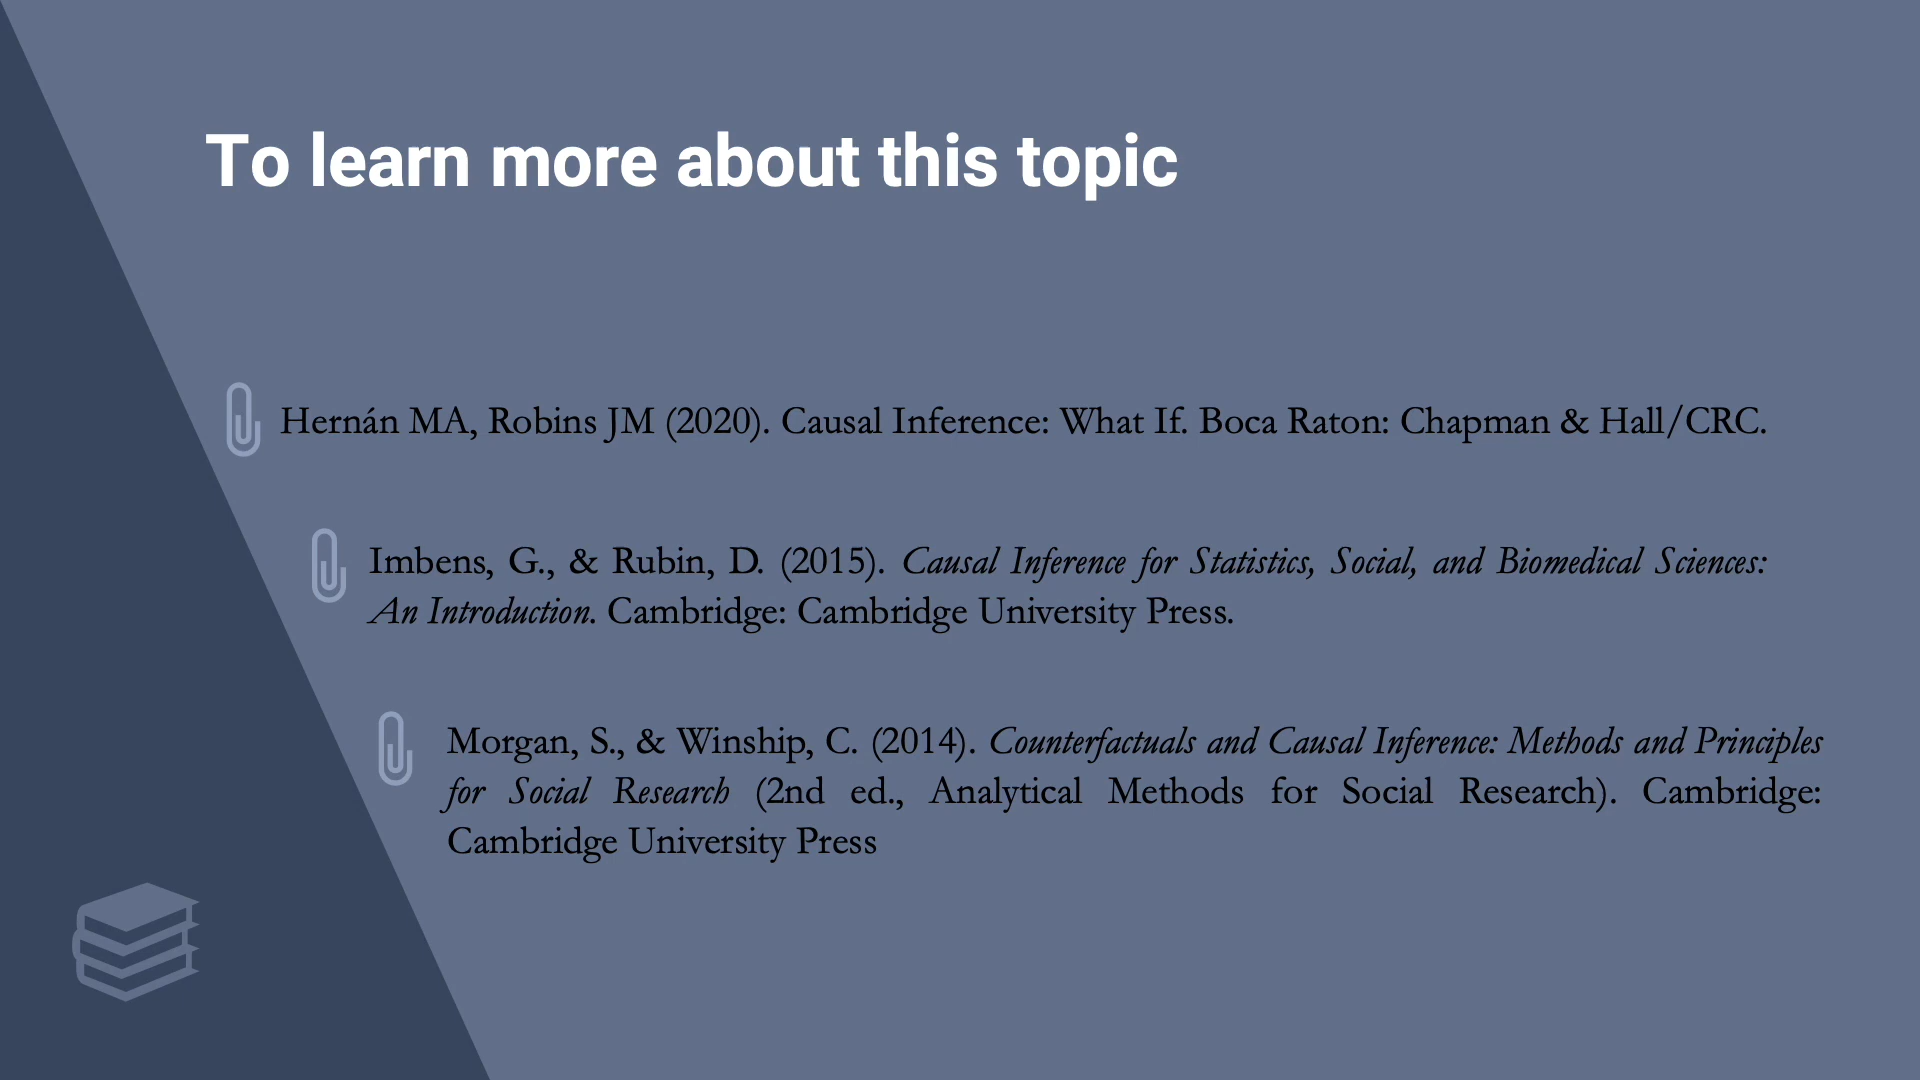 To learn more about this topic
Hernán MA, Robins JM (2020). Causal Inference: What If. Boca Raton: Chapman & Hall/CRC.
Imbens, G., & Rubin, D. (2015). Causal Inference for Statistics, Social, and Biomedical Sciences:
An Introduction. Cambridge: Cambridge University Press.
Morgan, S., & Winship, C. (2014). Counterfactuals and Causal Inference: Methods and Principles
for Social Research (2nd ed., Analytical Methods for Social Research). Cambridge:
Cambridge University Press